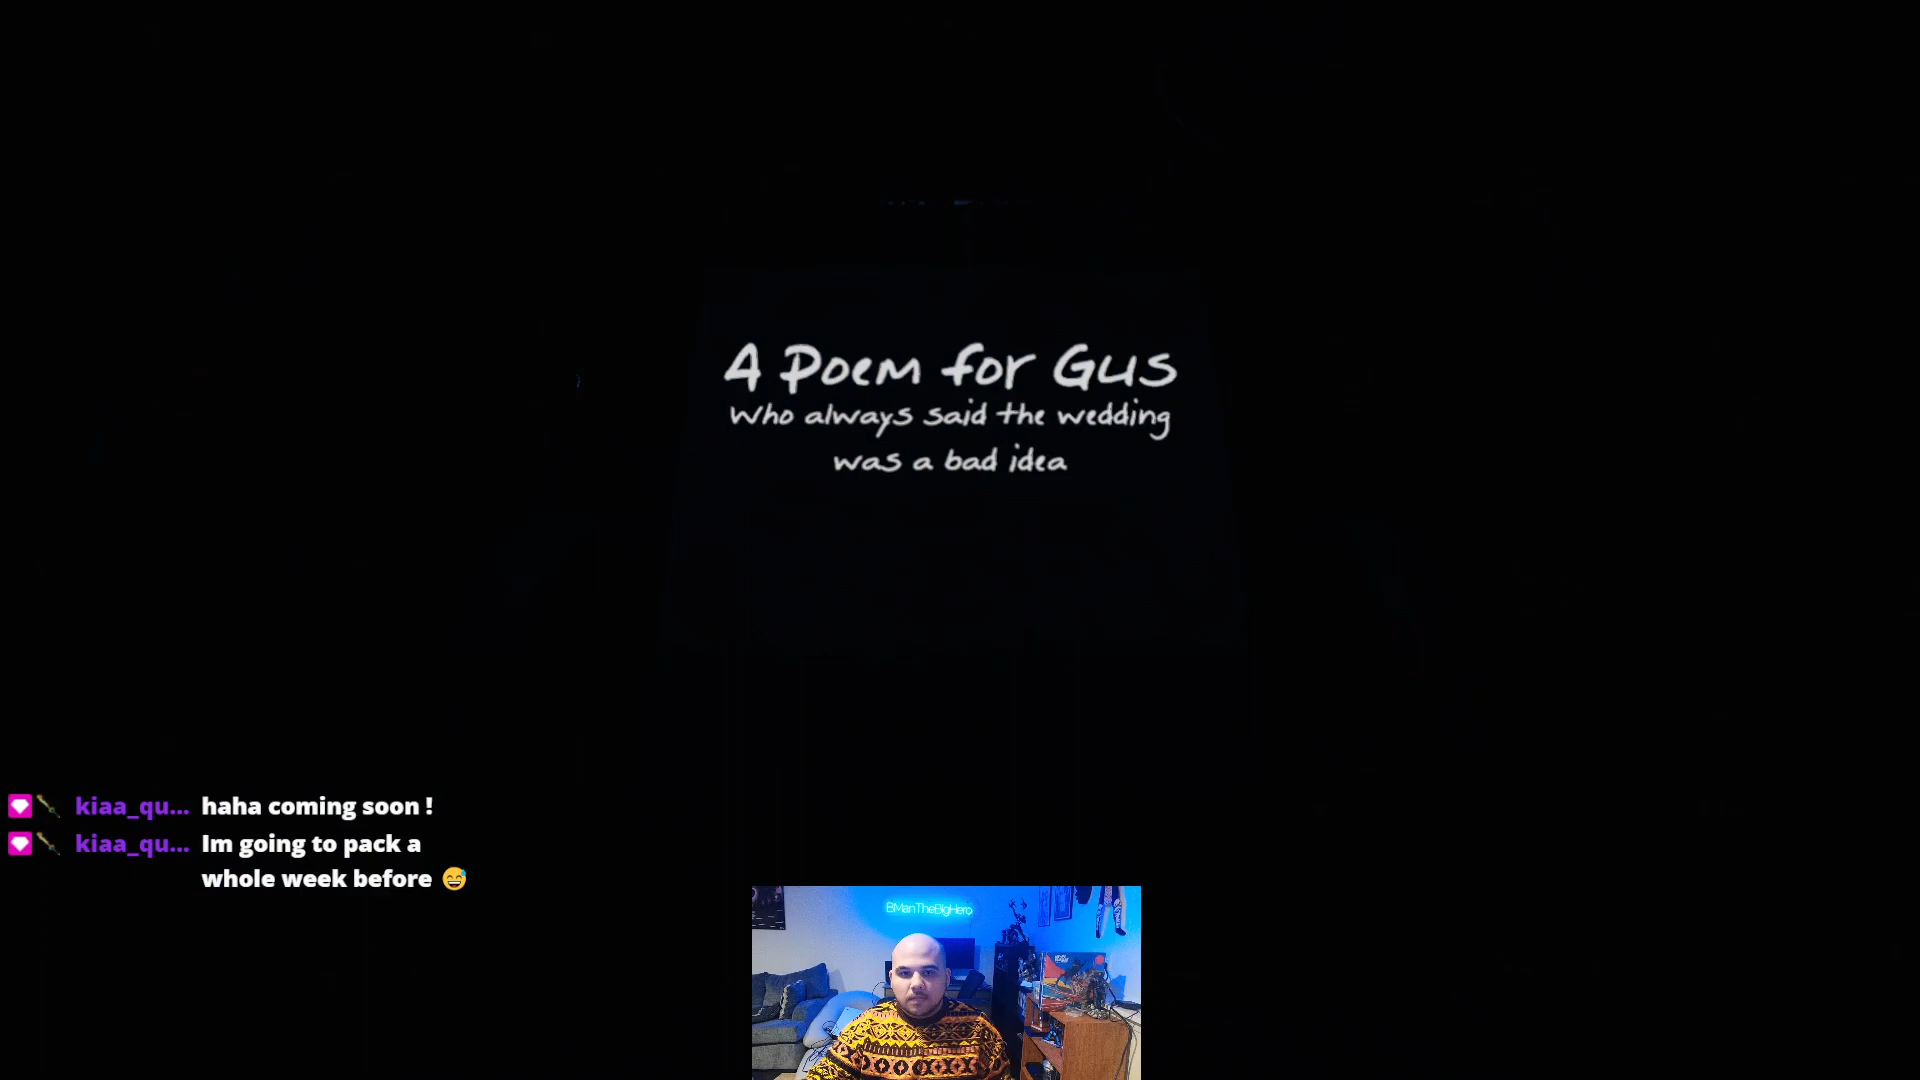 A Poem for Gus
Who always said the wedding
was a bad idea
kiaa_qu... haha coming soon !
kiaa_qu... Im going to pack a
whole week before 😅
BManTheBigHero